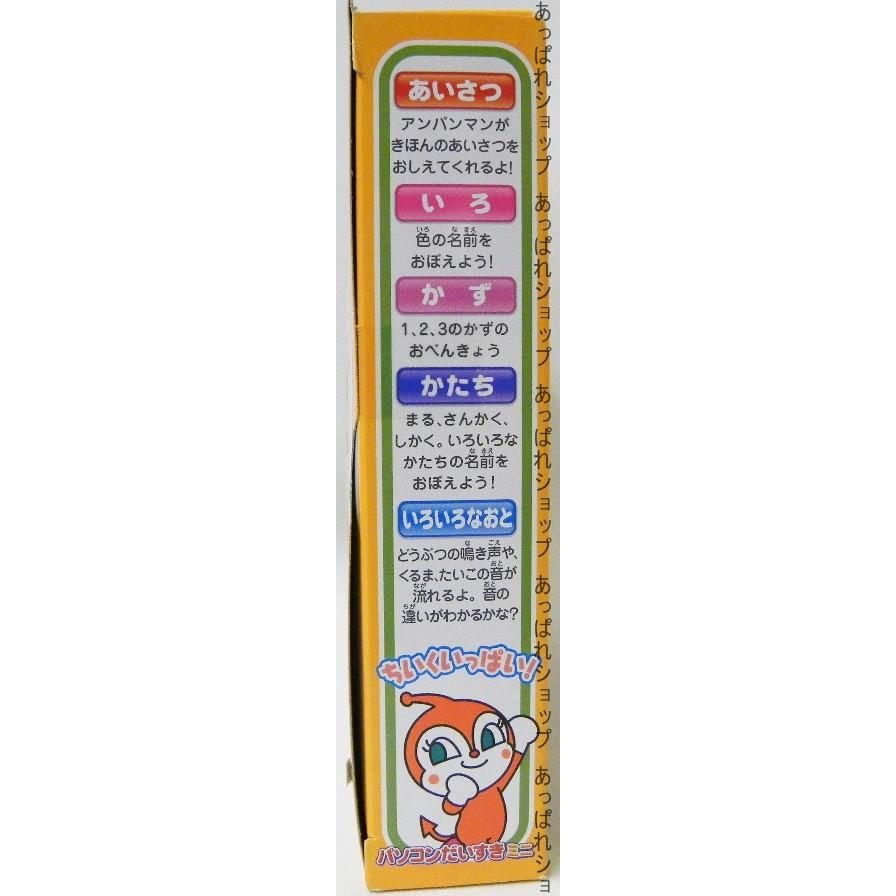 あいさつ
アンパンマンが
きほんのあいさつを
おしえてくれるよ!
いろ
色の名前を
おぼえよう!
かず
1、2、3のかずの
おべんきょう
かたち
まる、さんかく、
しかく。いろいろな
かたちの名前を
おぼえよう!
いろいろなおと
どうぶつの鳴き声や、
くるま、たいこの音が
流れるよ。音の
違いがわかるかな?
ちいくいっぱい!
パソコンだいすきミニ
あっぱれショップ あっぱれショップ あっぱれショップ あっぱれショップ あっぱれショ